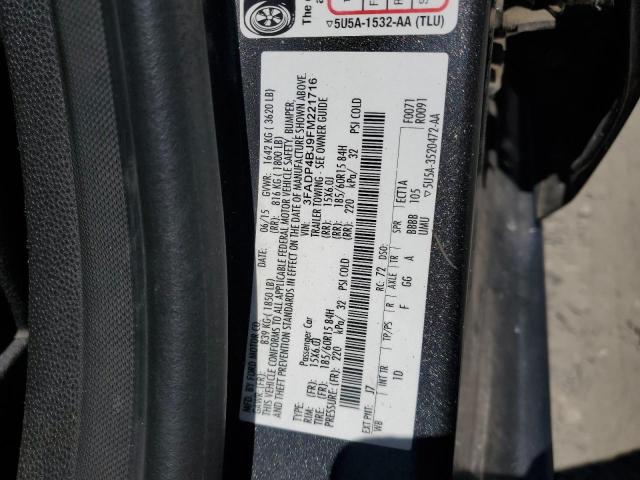 The
5U5A-1532-AA (TLU)
MFD. BY FORD MOTOR CO.
DATE: 06/15 GVWR: 1642 KG ( 3620 LB)
GVWR (FR): 839 KG (1850 LB) (RR): 816 KG (1800 LB)
THIS VEHICLE CONFORMS TO ALL APPLICABLE FEDERAL MOTOR VEHICLE SAFETY, BUMPER,
AND THEFT PREVENTION STANDARDS IN EFFECT ON THE DATE OF MANUFACTURE SHOWN ABOVE.
VIN: 3FADP4BJ9FM221716
TYPE: Passenger Car TRAILER TOWING - SEE OWNER GUIDE
RIM: (FR): 15X6.0J (RR): 15X6.0J
TIRE: (FR): 185/60R15 84H (RR): 185/60R15 84H
PRESSURE: (FR): 220 kPa/ 32 PSI COLD (RR): 220 kPa/ 32 PSI COLD
F0071
R0091
EXT PNT: J7 RC: 72 DSO:
WB INT TR TP/PS R AXLE TR SPR ECT1A
1D F GG A BBBB 105
UMU
5U5A-3520472-AA